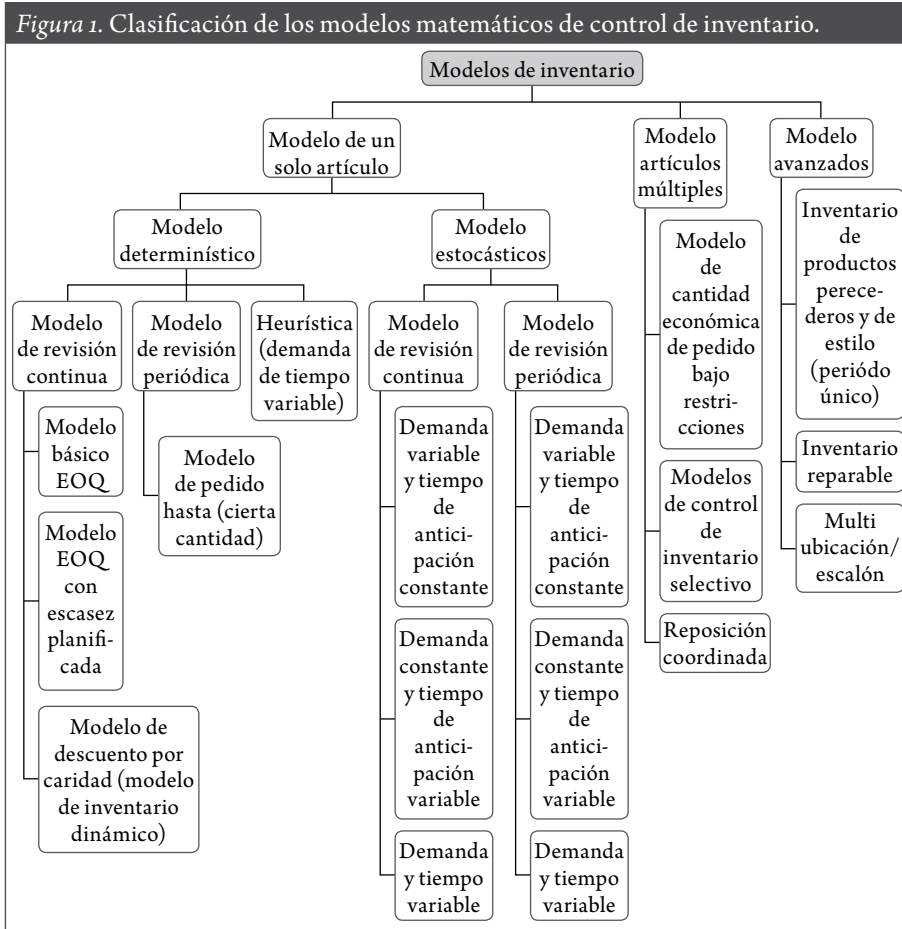 Figura 1. Clasificación de los modelos matemáticos de control de inventario.
Modelos de inventario
Modelo de un
solo artículo
Modelo
artículos
múltiples
Modelo
avanzados
Modelo
determinístico
Modelo
estocásticos
Modelo
de revisión
continua
Modelo
de revisión
periódica
Heurística
(demanda
de tiempo
variable)
Modelo
de revisión
continua
Modelo
de revisión
periódica
Modelo
básico
EOQ
Modelo
EOQ
con
escasez
planifi-
cada
Modelo de
descuento por
caridad (modelo
de inventario
dinámico)
Modelo
de pedido
hasta (cierta
cantidad)
Demanda
variable
y tiempo
de
antici-
pación
constante
Demanda
constante
y tiempo
de
antici-
pación
variable
Demanda
y tiempo
variable
Demanda
variable
y tiempo
de
antici-
pación
constante
Demanda
constante
y tiempo
de
antici-
pación
variable
Demanda
y tiempo
variable
Modelo
de
cantidad
económica
de pedido
bajo
restric-
ciones
Modelos
de control
de
inventario
selectivo
Reposición
coordinada
Inventario
de
productos
perece-
deros y de
estilo
(periódo
único)
Inventario
reparable
Multi
ubicación/
escalón